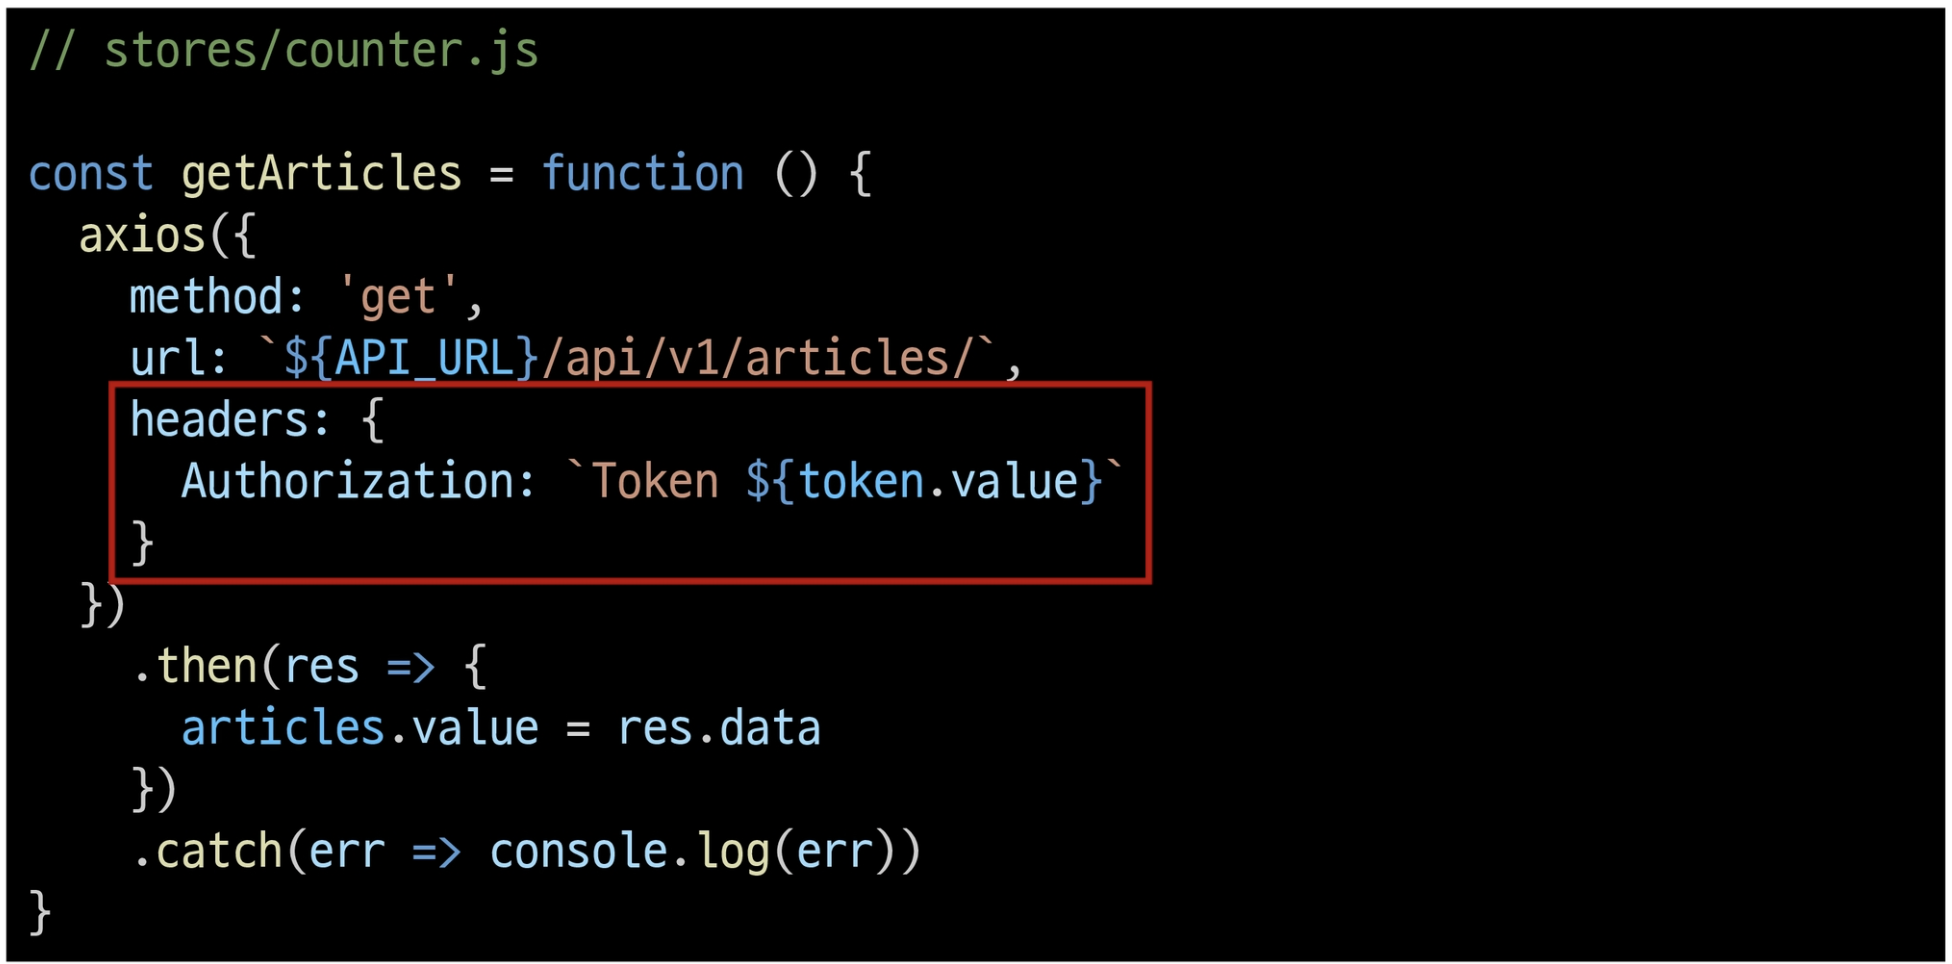 // stores/counter.js
const getArticles = function () {
  axios({
    method: 'get',
    url: `${API_URL}/api/v1/articles/`,
    headers: {
      Authorization: `Token ${token.value}`
    }
  })
    .then(res => {
      articles.value = res.data
    })
    .catch(err => console.log(err))
}